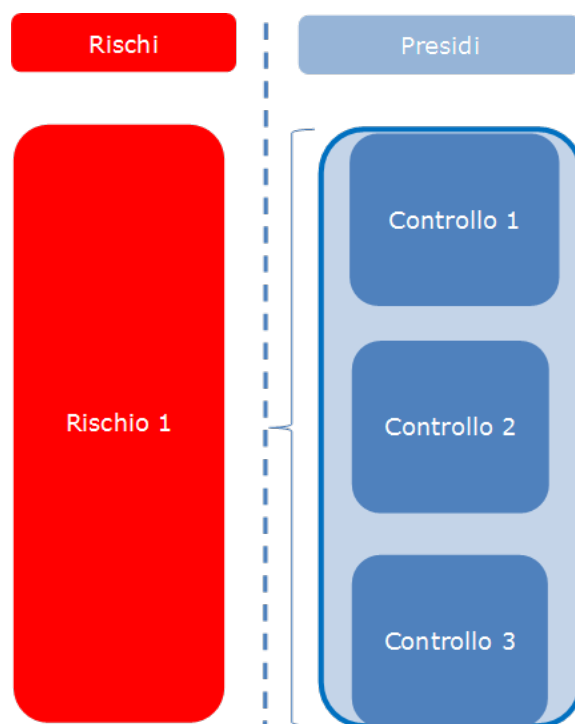 Rischi
Presidi
Controllo 1
Rischio 1
Controllo 2
Controllo 3